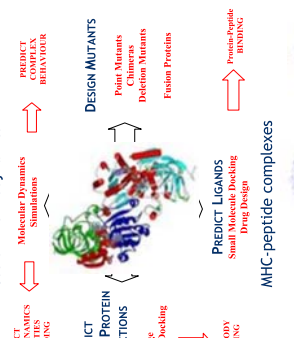 PREDICT
COMPLEX
BEHAVIOUR
Molecular Dynamics
Simulations
DESIGN MUTANTS
Point Mutants
Chimeras
Deletion Mutants
Fusion Proteins
PROTEIN
Docking
PREDICT LIGANDS
Small Molecule Docking
Drug Design
Protein-Peptide
BINDING
MHC-peptide complexes